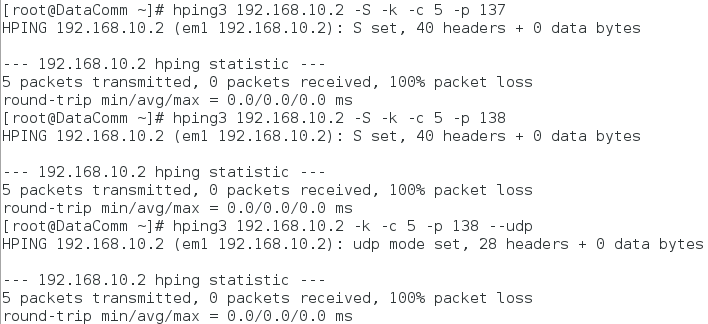 [root@DataComm ~]# hping3 192.168.10.2 -S -k -c 5 -p 137
HPING 192.168.10.2 (em1 192.168.10.2): S set, 40 headers + 0 data bytes
--- 192.168.10.2 hping statistic ---
5 packets transmitted, 0 packets received, 100% packet loss
round-trip min/avg/max = 0.0/0.0/0.0 ms
[root@DataComm ~]# hping3 192.168.10.2 -S -k -c 5 -p 138
HPING 192.168.10.2 (em1 192.168.10.2): S set, 40 headers + 0 data bytes
--- 192.168.10.2 hping statistic ---
5 packets transmitted, 0 packets received, 100% packet loss
round-trip min/avg/max = 0.0/0.0/0.0 ms
[root@DataComm ~]# hping3 192.168.10.2 -k -c 5 -p 138 --udp
HPING 192.168.10.2 (em1 192.168.10.2): udp mode set, 28 headers + 0 data bytes
--- 192.168.10.2 hping statistic ---
5 packets transmitted, 0 packets received, 100% packet loss
round-trip min/avg/max = 0.0/0.0/0.0 ms